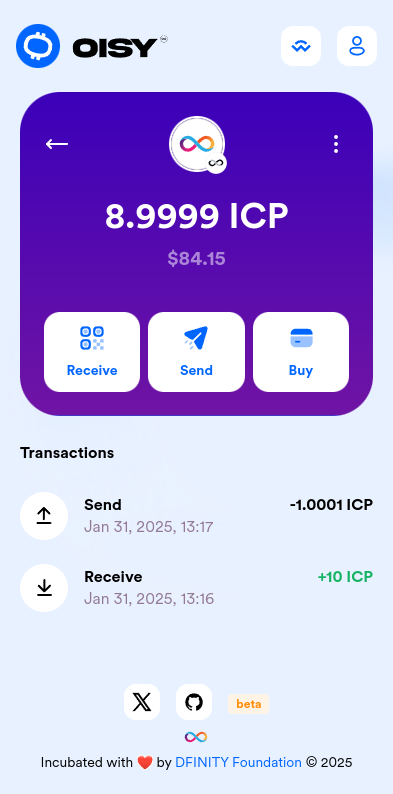 OISY
8.9999 ICP
$84.15
Receive
Send
Buy
Transactions
Send
-1.0001 ICP
Jan 31, 2025, 13:17
Receive
+10 ICP
Jan 31, 2025, 13:16
beta
Incubated with ❤️ by DFINITY Foundation © 2025